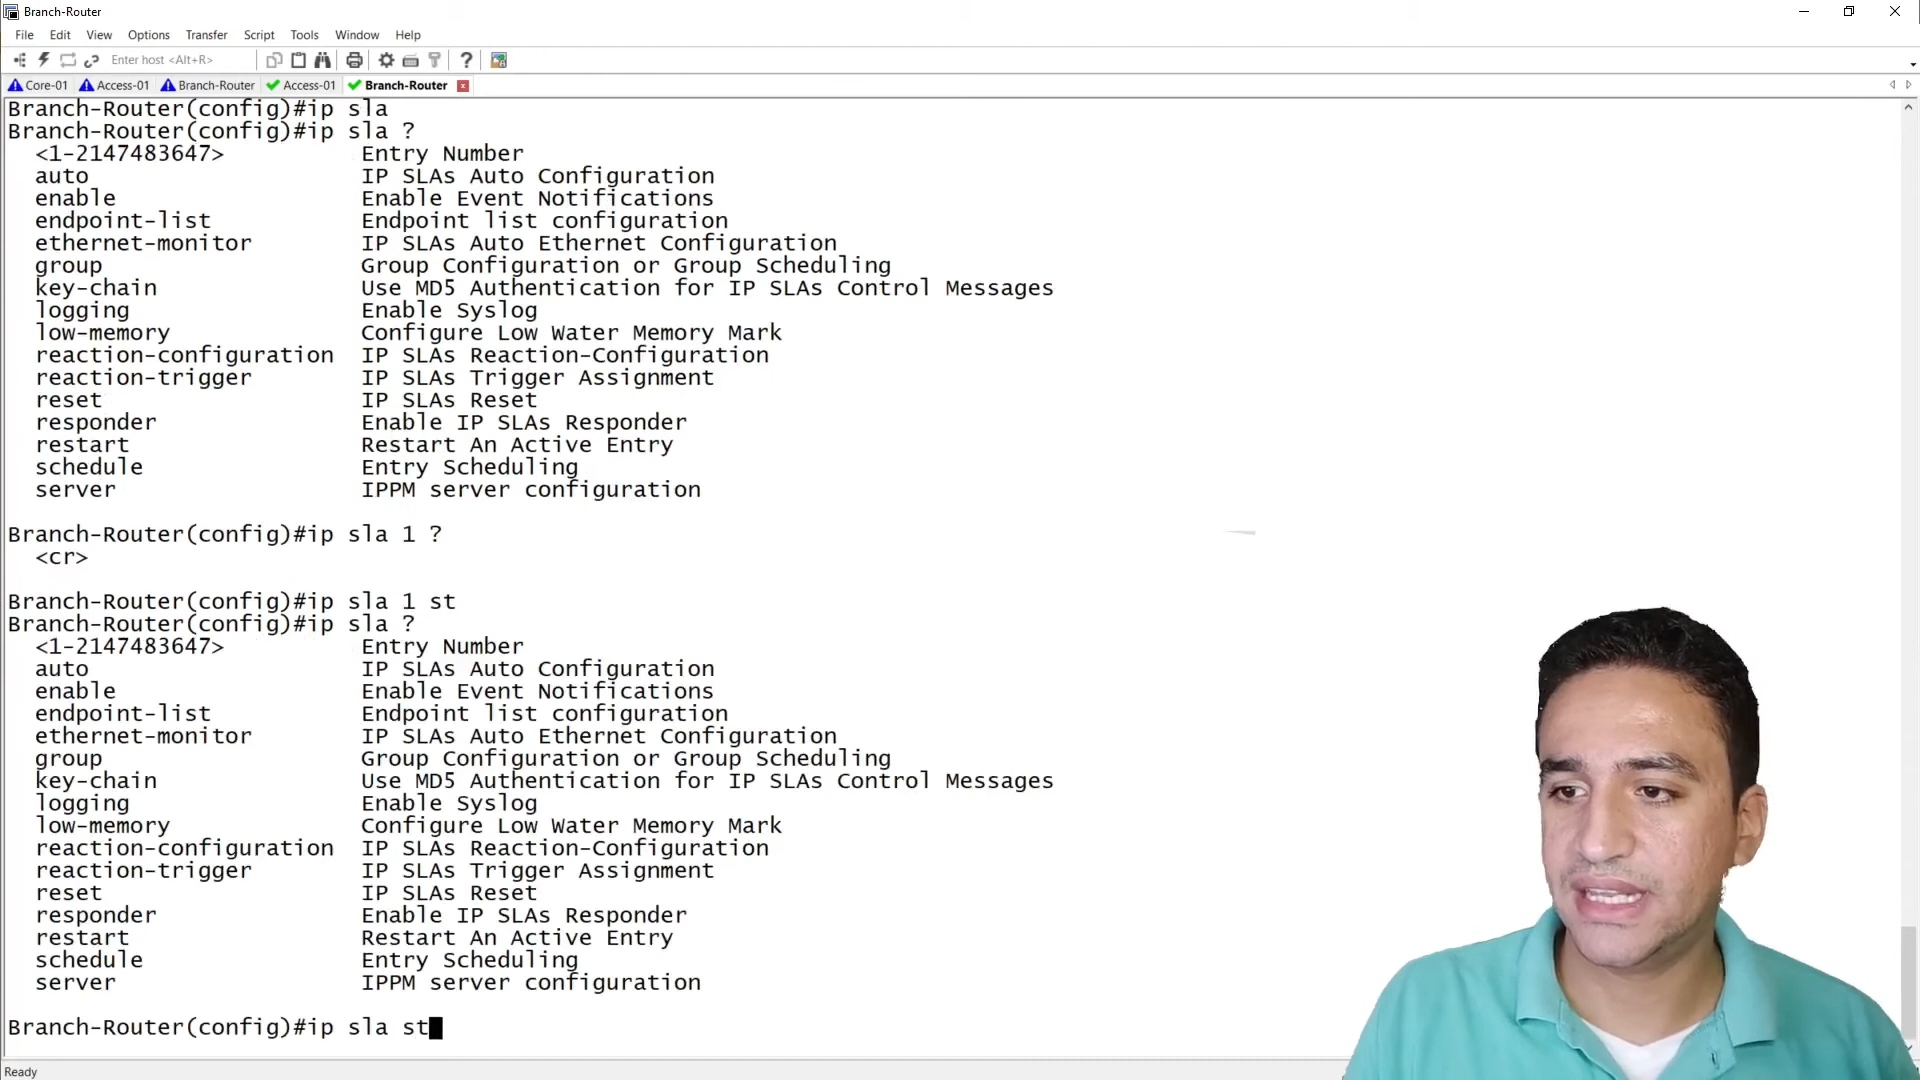 Branch-Router
File Edit View Options Transfer Script Tools Window Help
Enter host <Alt+R>
Core-01 Access-01 Branch-Router Access-01 Branch-Router
Branch-Router(config)#ip sla
Branch-Router(config)#ip sla ?
<1-2147483647> Entry Number
auto IP SLAs Auto Configuration
enable Enable Event Notifications
endpoint-list Endpoint list configuration
ethernet-monitor IP SLAs Auto Ethernet Configuration
group Group Configuration or Group Scheduling
key-chain Use MD5 Authentication for IP SLAs Control Messages
logging Enable Syslog
low-memory Configure Low Water Memory Mark
reaction-configuration IP SLAs Reaction-Configuration
reaction-trigger IP SLAs Trigger Assignment
reset IP SLAs Reset
responder Enable IP SLAs Responder
restart Restart An Active Entry
schedule Entry Scheduling
server IPPM server configuration
Branch-Router(config)#ip sla 1 ?
<cr>
Branch-Router(config)#ip sla 1 st
Branch-Router(config)#ip sla ?
<1-2147483647> Entry Number
auto IP SLAs Auto Configuration
enable Enable Event Notifications
endpoint-list Endpoint list configuration
ethernet-monitor IP SLAs Auto Ethernet Configuration
group Group Configuration or Group Scheduling
key-chain Use MD5 Authentication for IP SLAs Control Messages
logging Enable Syslog
low-memory Configure Low Water Memory Mark
reaction-configuration IP SLAs Reaction-Configuration
reaction-trigger IP SLAs Trigger Assignment
reset IP SLAs Reset
responder Enable IP SLAs Responder
restart Restart An Active Entry
schedule Entry Scheduling
server IPPM server configuration
Branch-Router(config)#ip sla st
Ready